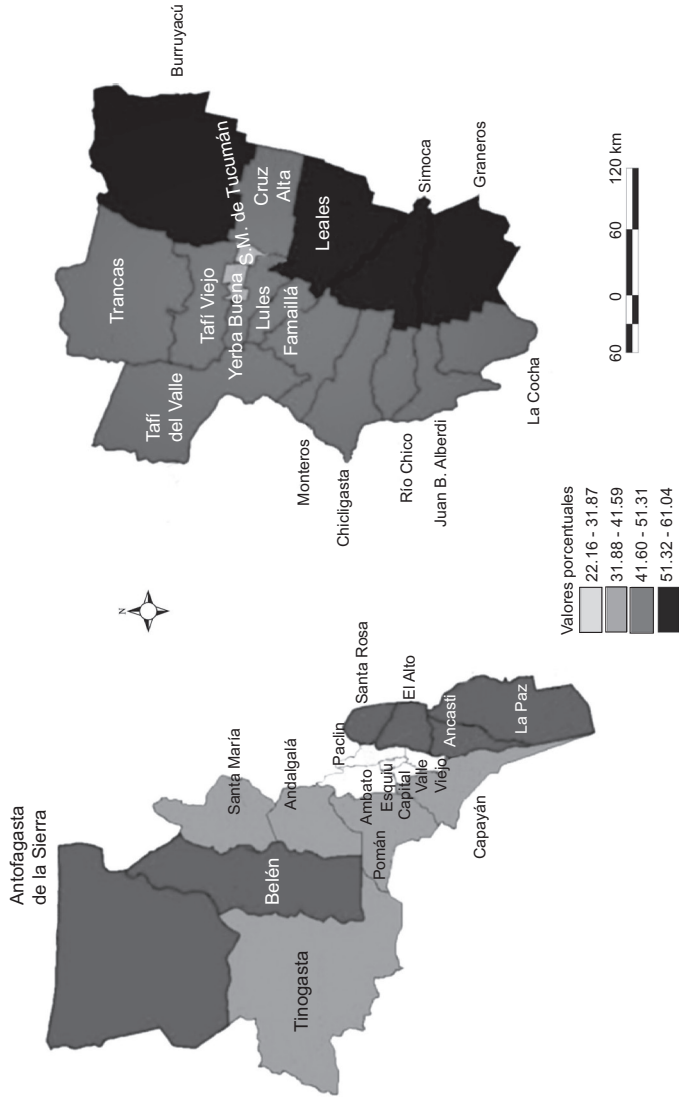 Antofagasta
de la Sierra
Tinogasta
Belén
Santa María
Andalgalá
Pomán
Ambato
Paclin
Esquiú
Capital
Valle
Viejo
Capayán
Santa Rosa
El Alto
Ancasti
La Paz
N
Tafí
del Valle
Trancas
Burruyacú
Tafí Viejo
Yerba Buena
S.M. de Tucumán
Cruz
Alta
Lules
Famaillá
Leales
Monteros
Chicligasta
Simoca
Río Chico
Juan B. Alberdi
Graneros
La Cocha
Valores porcentuales
22.16 - 31.87
31.88 - 41.59
41.60 - 51.31
51.32 - 61.04
60 0 60 120 km